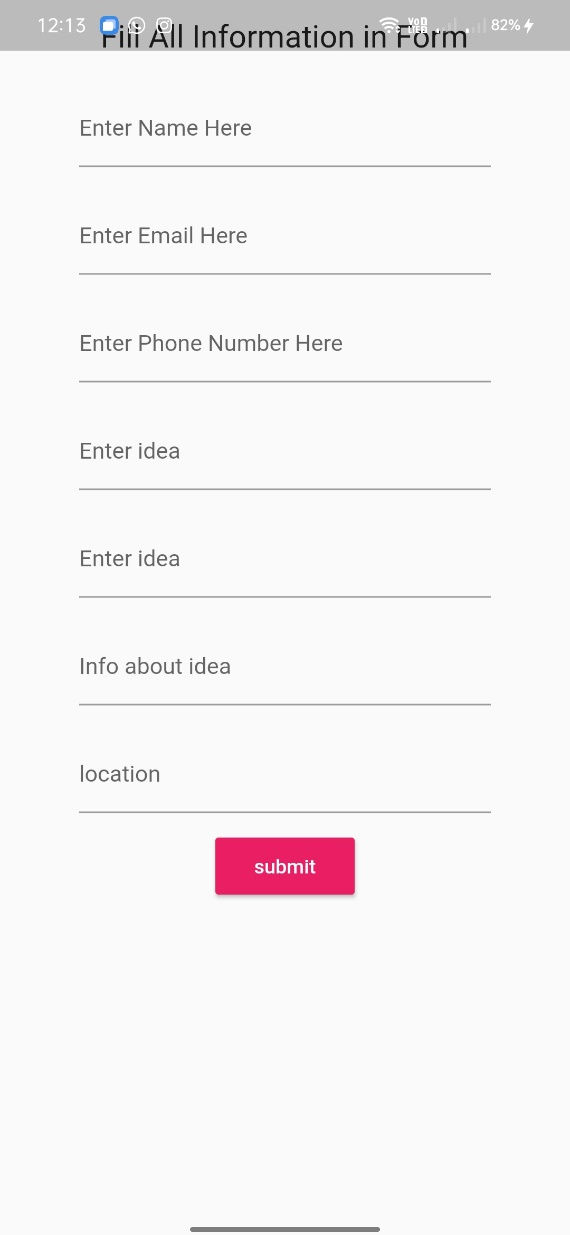 12:13 82%
Fill All Information in Form
Enter Name Here
Enter Email Here
Enter Phone Number Here
Enter idea
Enter idea
Info about idea
location
submit